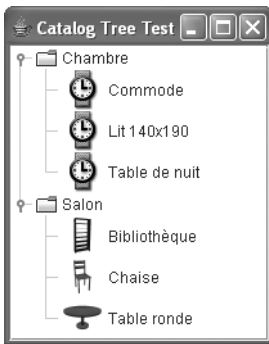 Catalog Tree Test
Chambre
Commode
Lit 140x190
Table de nuit
Salon
Bibliothèque
Chaise
Table ronde